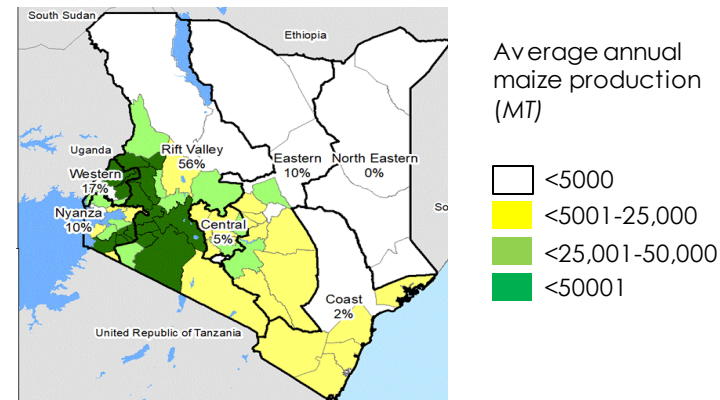 South Sudan
Ethiopia
Uganda
Rift Valley
56%
Eastern
10%
North Eastern
0%
Western
17%
Nyanza
10%
Central
5%
So
Coast
2%
United Republic of Tanzania
Average annual
maize production
(MT)
<5000
<5001-25,000
<25,001-50,000
<50001